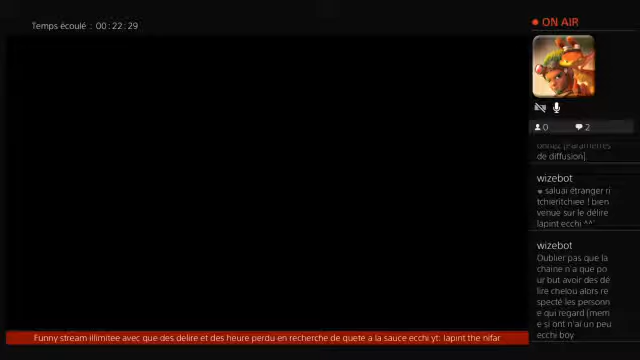 Temps écoulé : 00:22:29
ON AIR
0
2
de diffusion]
wizebot
saluai étranger ri
tchieritchiee ! bien
venue sur le délire
lapint ecchi ^^'
wizebot
Oublier pas que la
chaine n'a que po
ur but avoir des dé
lire chelou alors re
specté les personn
e qui regard (mem
e si ont n'ai un peu
ecchi boy
Funny stream illimitee avec que des delire et des heure perdu en recherche de quete a la sauce ecchi yt: lapint the nifar